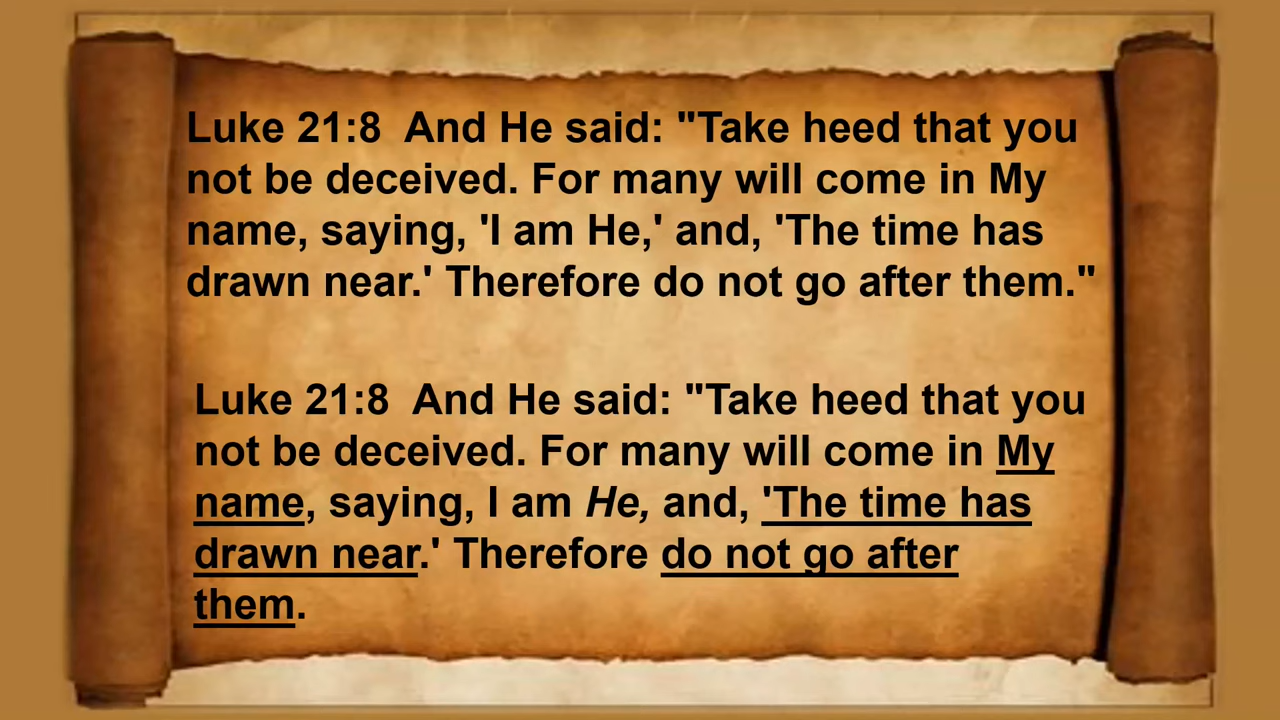 Luke 21:8  And He said: "Take heed that you
not be deceived. For many will come in My
name, saying, 'I am He,' and, 'The time has
drawn near.' Therefore do not go after them."
Luke 21:8  And He said: "Take heed that you
not be deceived. For many will come in My
name, saying, I am He, and, 'The time has
drawn near.' Therefore do not go after
them.